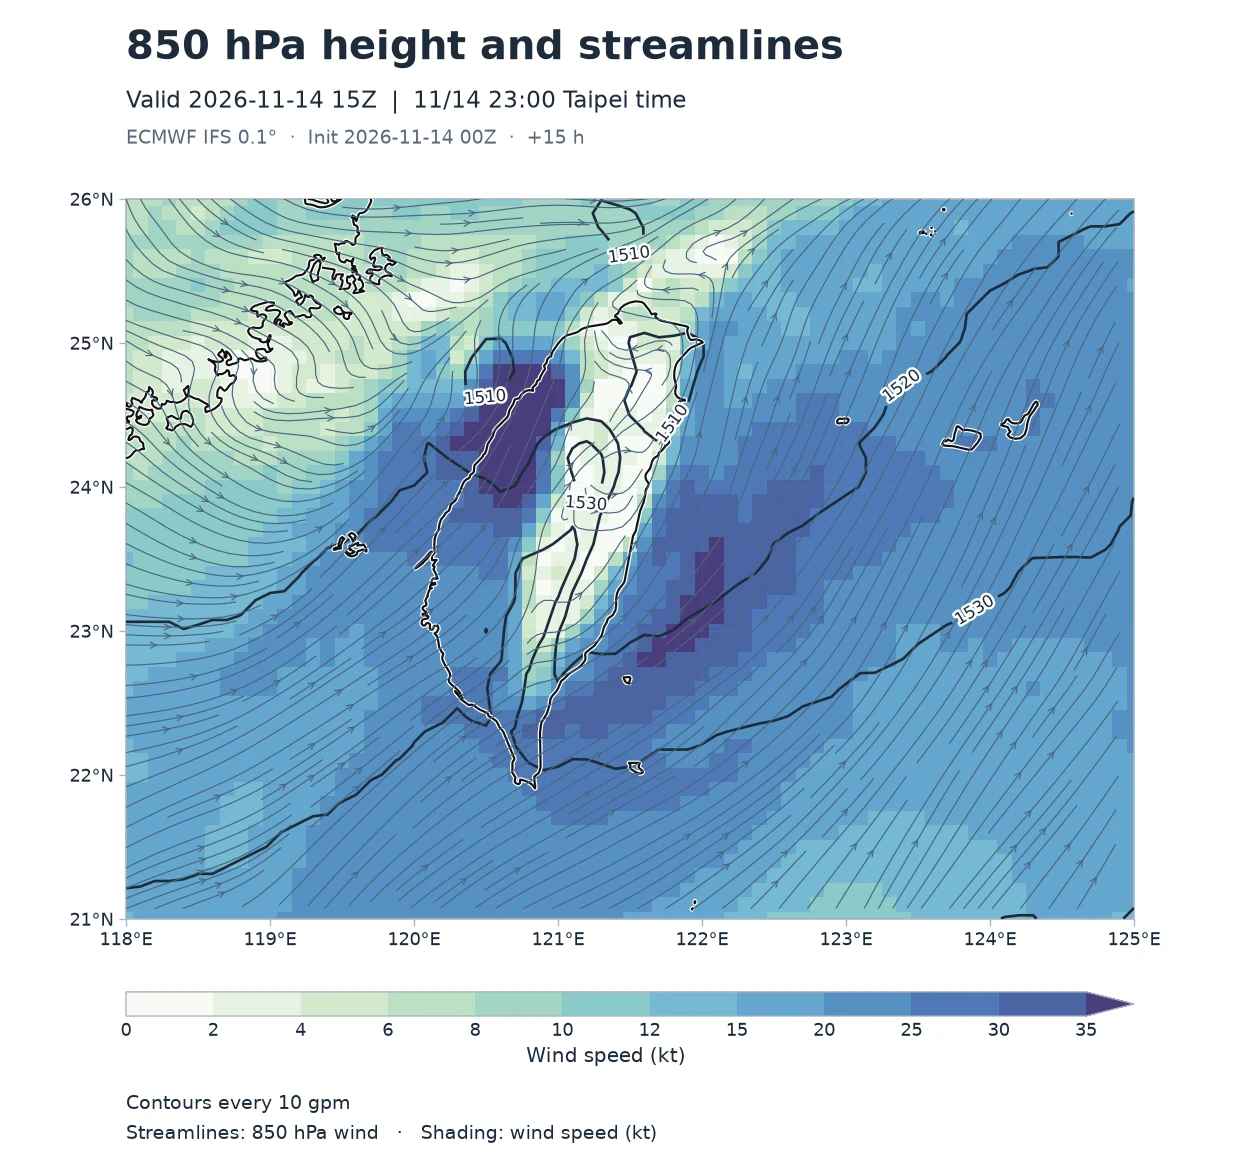 850 hPa height and streamlines
Valid 2026-11-14 15Z | 11/14 23:00 Taipei time
ECMWF IFS 0.1° · Init 2026-11-14 00Z · +15 h
26°N
1510
25°N
1520
1510
1510
24°N
1530
1530
23°N
22°N
21°N
118°E 119°E 120°E 121°E 122°E 123°E 124°E 125°E
0 2 4 6 8 10 12 15 20 25 30 35
Wind speed (kt)
Contours every 10 gpm
Streamlines: 850 hPa wind · Shading: wind speed (kt)